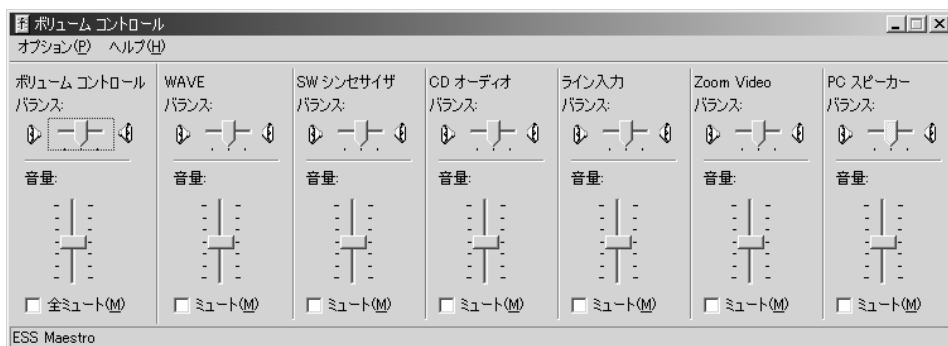 ボリューム コントロール
オプション(P) ヘルプ(H)
ボリューム コントロール
バランス:
音量:
全ミュート(M)
WAVE
バランス:
音量:
ミュート(M)
SW シンセサイザ
バランス:
音量:
ミュート(M)
CD オーディオ
バランス:
音量:
ミュート(M)
ライン入力
バランス:
音量:
ミュート(M)
Zoom Video
バランス:
音量:
ミュート(M)
PC スピーカー
バランス:
音量:
ミュート(M)
ESS Maestro